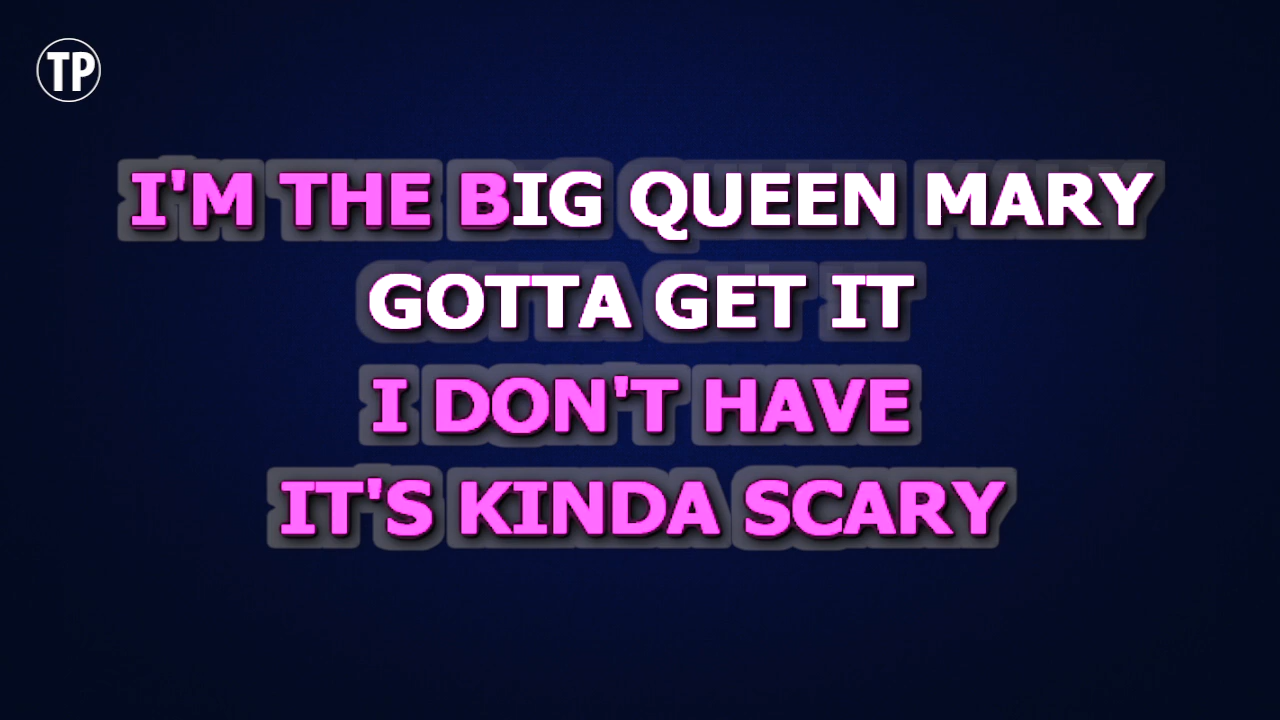 TP
I'M THE BIG QUEEN MARY
GOTTA GET IT
I DON'T HAVE
IT'S KINDA SCARY